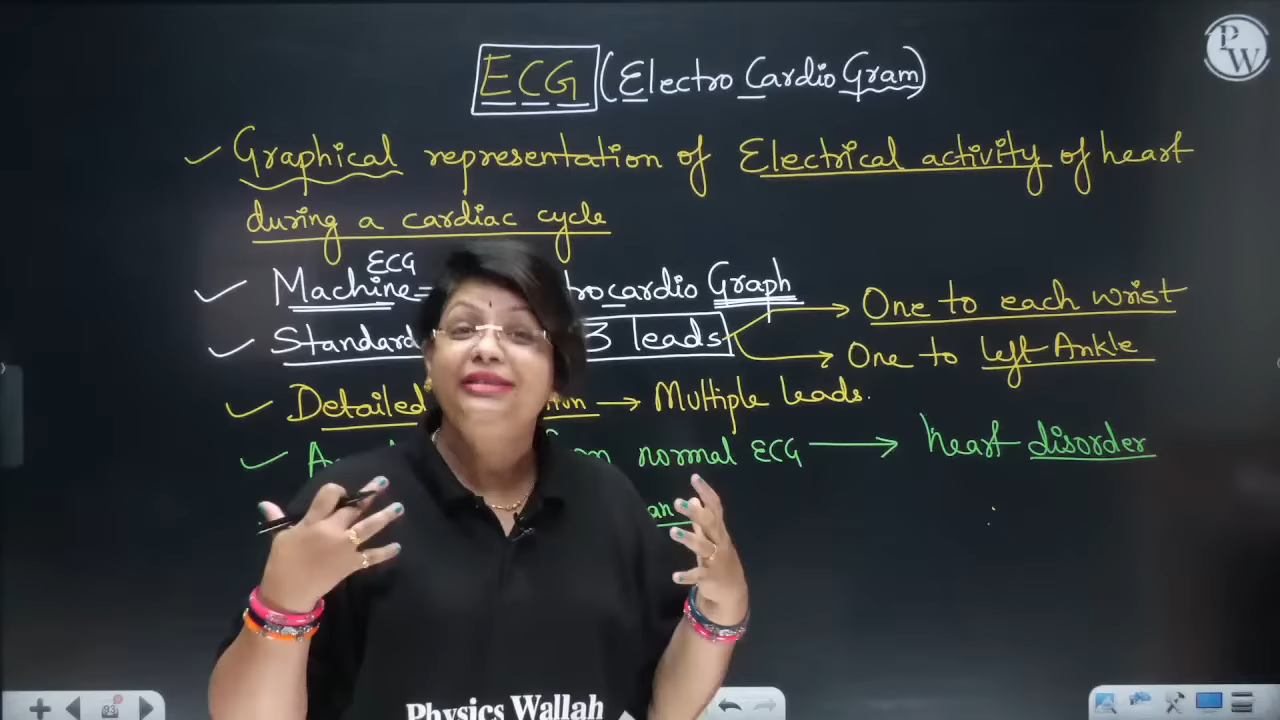 PW
ECG (Electro Cardio Gram)
Graphical representation of Electrical activity of heart
during a cardiac cycle
ECG
Machine= rocardio Graph
Standard 3 leads
One to each wrist
One to left Ankle
Detailed → Multiple leads.
normal ECG → heart disorder
Physics Wallah
93